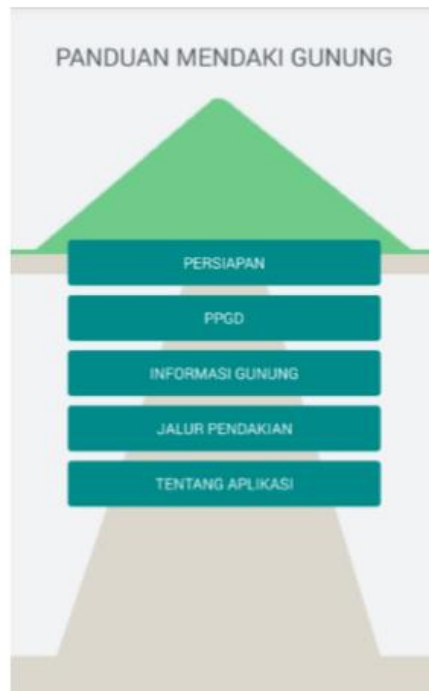 PANDUAN MENDAKI GUNUNG
PERSIAPAN
PPGD
INFORMASI GUNUNG
JALUR PENDAKIAN
TENTANG APLIKASI